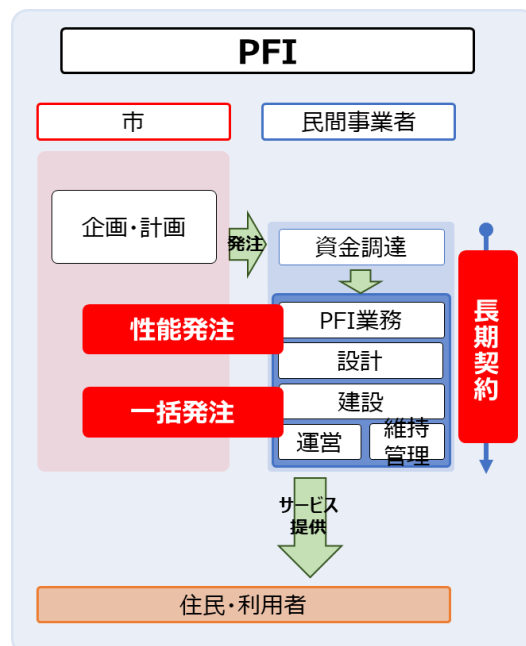 PFI
市
民間事業者
企画・計画
発注
資金調達
性能発注
PFI業務
設計
一括発注
建設
運営
維持
管理
長期契約
サービス
提供
住民・利用者